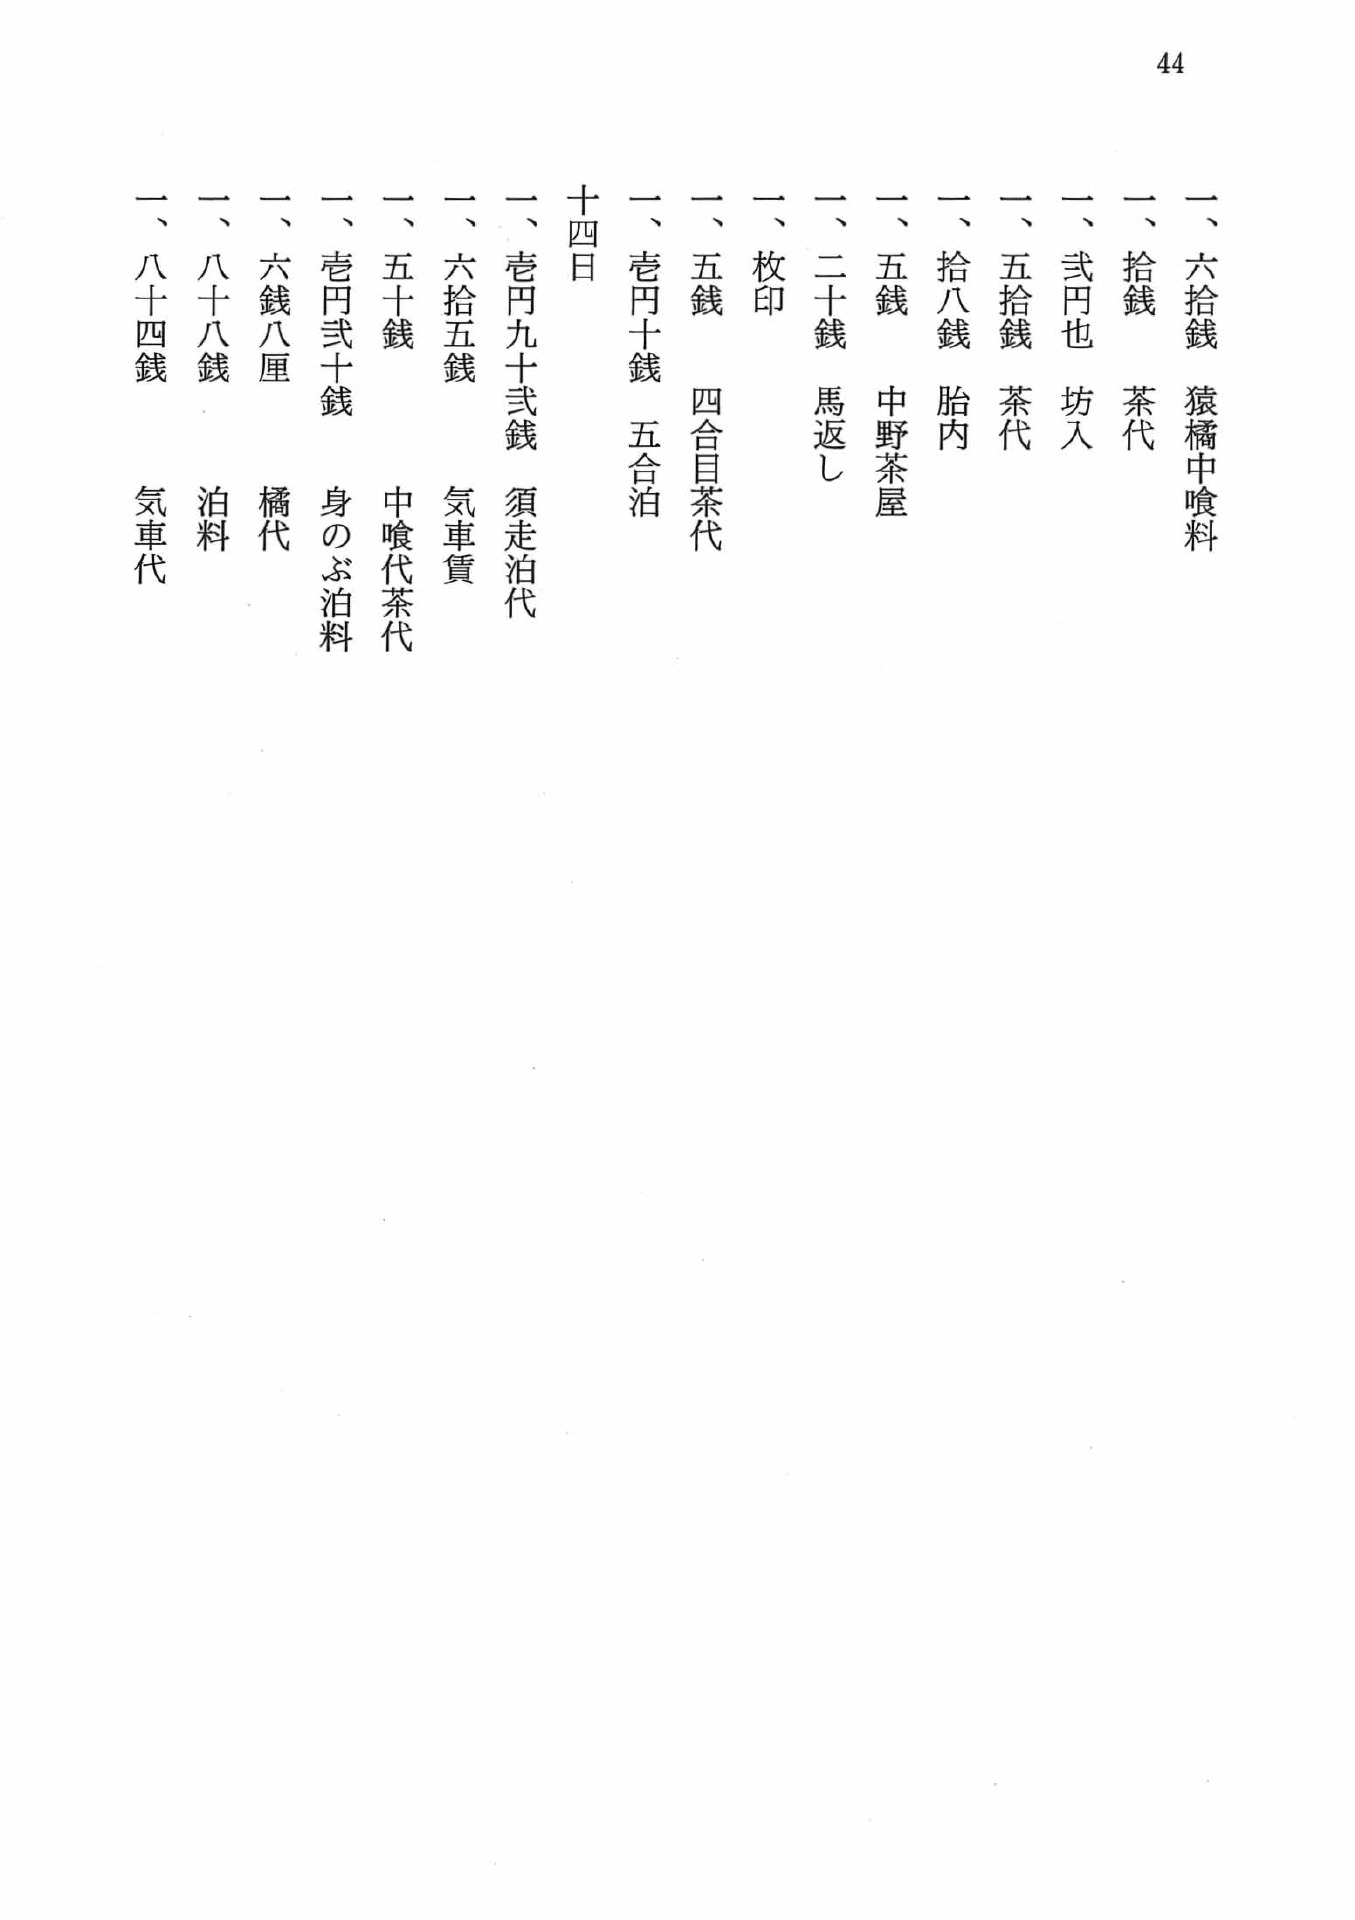 44
一、六拾銭　猿橘中喰料
一、拾銭　　茶代
一、弐円也　坊入
一、五拾銭　茶代
一、拾八銭　胎内
一、五銭　　中野茶屋
一、二十銭　馬返し
一、枚印
一、五銭　　四合目茶代
一、壱円十銭　五合泊
十四日
一、壱円九十弐銭　須走泊代
一、六拾五銭　　　気車賃
一、五十銭　　　　中喰代茶代
一、壱円弐十銭　　身のぶ泊料
一、六銭八厘　　　橘代
一、八十八銭　　　泊料
一、八十四銭　　　気車代